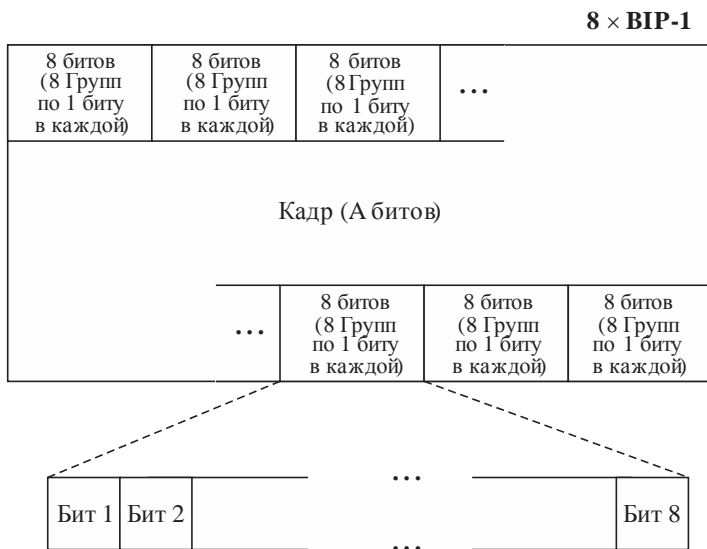 8 × BIP-1
8 битов
(8 Групп
по 1 биту
в каждой)
8 битов
(8 Групп
по 1 биту
в каждой)
8 битов
(8 Групп
по 1 биту
в каждой)
...
Кадр (А битов)
...
8 битов
(8 Групп
по 1 биту
в каждой)
8 битов
(8 Групп
по 1 биту
в каждой)
8 битов
(8 Групп
по 1 биту
в каждой)
...
Бит 1
Бит 2
Бит 8
...